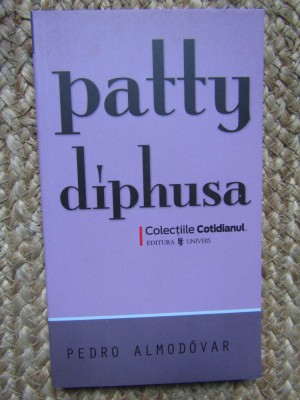 patty
diphusa
Colecțiile Cotidianul.
EDITURA UNIVERS
PEDRO ALMODÓVAR